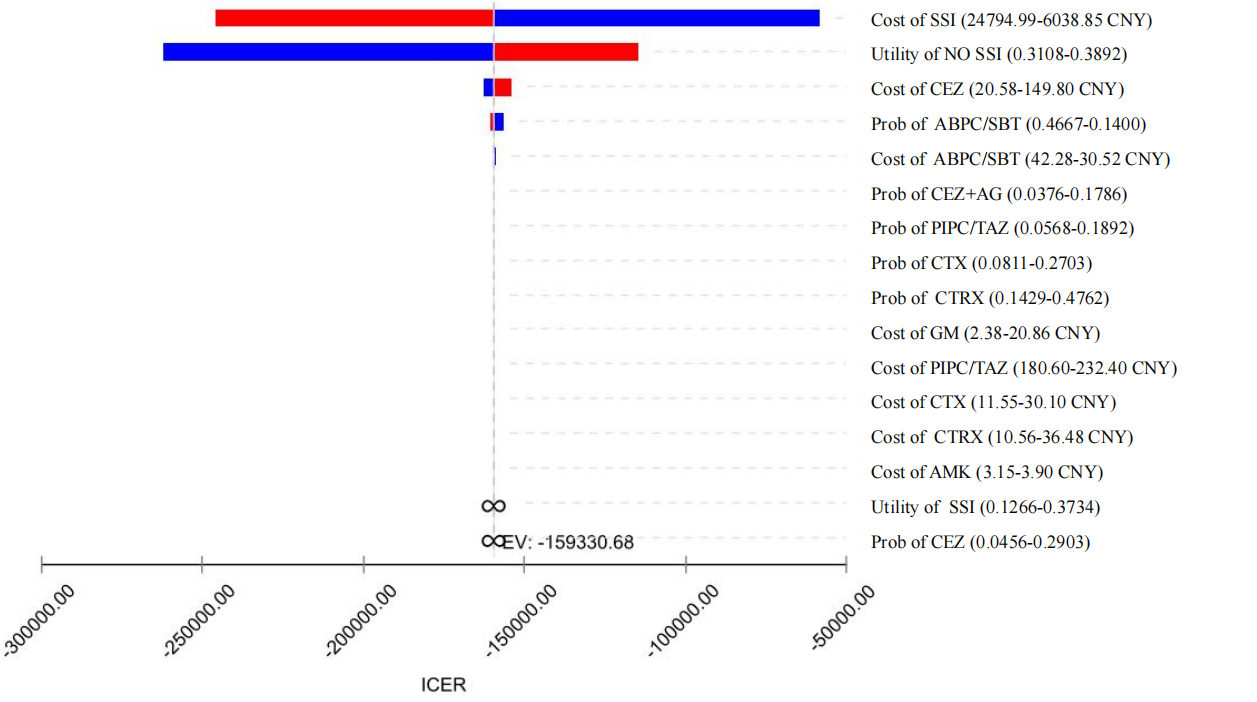 Cost of SSI (24794.99-6038.85 CNY)
Utility of NO SSI (0.3108-0.3892)
Cost of CEZ (20.58-149.80 CNY)
Prob of ABPC/SBT (0.4667-0.1400)
Cost of ABPC/SBT (42.28-30.52 CNY)
Prob of CEZ+AG (0.0376-0.1786)
Prob of PIPC/TAZ (0.0568-0.1892)
Prob of CTX (0.0811-0.2703)
Prob of CTRX (0.1429-0.4762)
Cost of GM (2.38-20.86 CNY)
Cost of PIPC/TAZ (180.60-232.40 CNY)
Cost of CTX (11.55-30.10 CNY)
Cost of CTRX (10.56-36.48 CNY)
Cost of AMK (3.15-3.90 CNY)
∞ Utility of SSI (0.1266-0.3734)
∞ EV: -159330.68 Prob of CEZ (0.0456-0.2903)
-300000.00 -250000.00 -200000.00 -150000.00 -100000.00 -50000.00
ICER